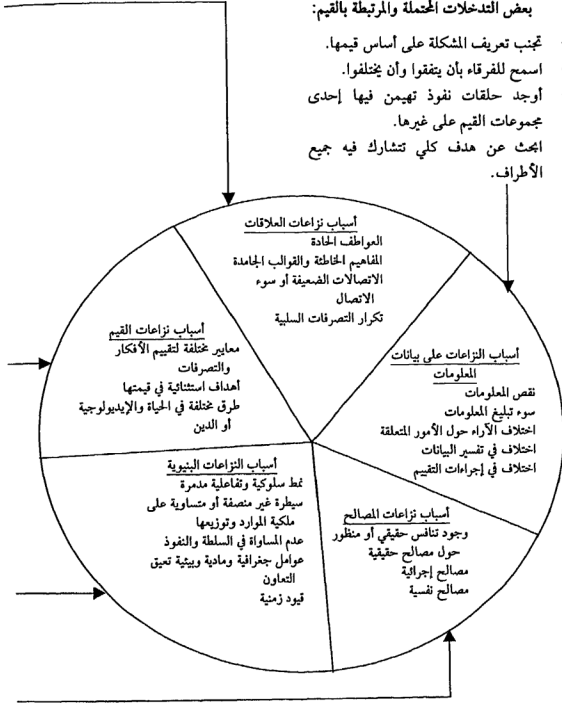 بعض التدخلات المحتملة والمرتبطة بالقيم:
تجنب تعريف المشكلة على أساس قيمها.
اسمح للفرقاء بأن يتفقوا وأن يختلفوا.
أوجد حلقات نفوذ تهيمن فيها إحدى
مجموعات القيم على غيرها.
ابحث عن هدف كلي تتشارك فيه جميع
الأطراف.
أسباب نزاعات العلاقات
العواطف الحادة
المفاهيم الخاطئة والقوالب الجامدة
الاتصالات الضعيفة أو سوء
الاتصال
تكرار التصرفات السلبية
أسباب النزاعات على بيانات
المعلومات
نقص المعلومات
سوء تبليغ المعلومات
اختلاف الآراء حول الأمور المتعلقة
اختلاف في تفسير البيانات
اختلاف في إجراءات التقييم
أسباب نزاعات القيم
معايير مختلفة لتقييم الأفكار
والتصرفات
أهداف استثنائية في قيمتها
طرق مختلفة في الحياة والإيديولوجية
أو الدين
أسباب النزاعات البنيوية
نمط سلوكية وتفاعلية مدمرة
سيطرة غير منصفة أو متساوية على
ملكية الموارد وتوزيعها
عدم المساواة في السلطة والنفوذ
عوامل جغرافية ومادية وبيئية تعيق
التعاون
قيود زمنية
أسباب نزاعات المصالح
وجود تنافس حقيقي أو منظور
حول مصالح حقيقية
مصالح إجرائية
مصالح نفسية